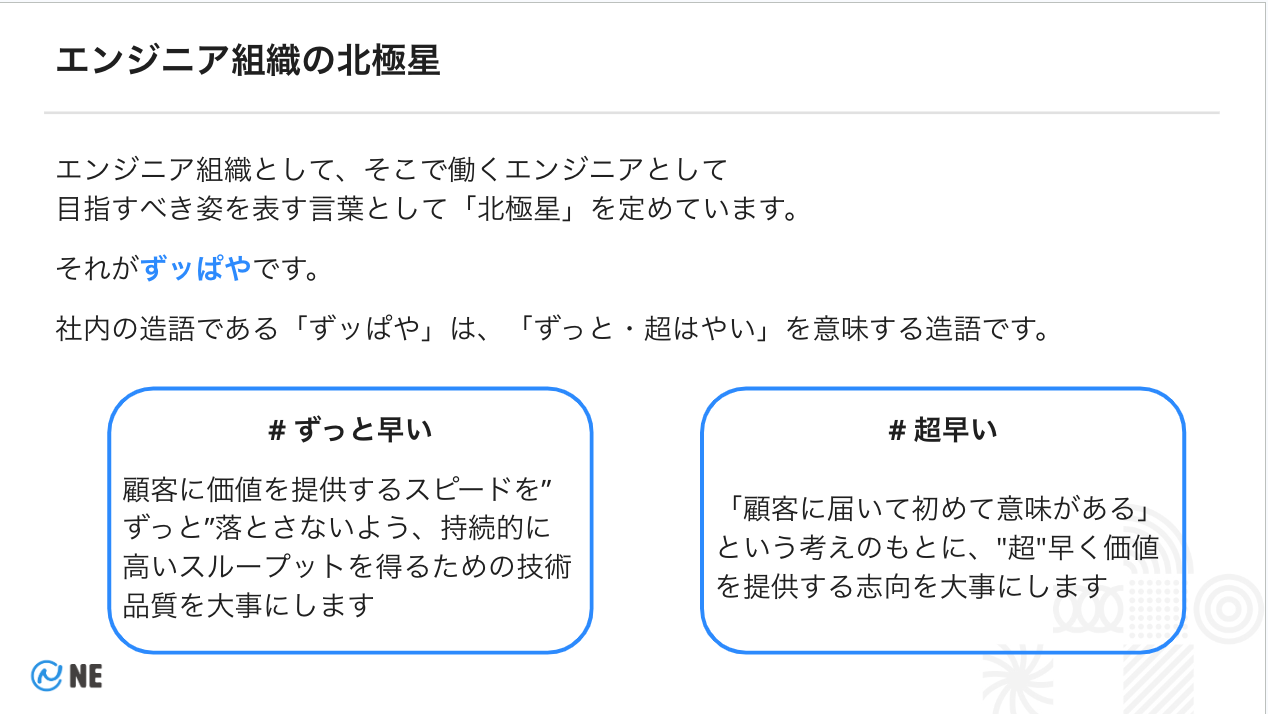 エンジニア組織の北極星
エンジニア組織として、そこで働くエンジニアとして
目指すべき姿を表す言葉として「北極星」を定めています。
それがずッぱやです。
社内の造語である「ずッぱや」は、「ずっと・超はやい」を意味する造語です。
# ずっと早い
顧客に価値を提供するスピードを”
ずっと”落とさないよう、持続的に
高いスループットを得るための技術
品質を大事にします
# 超早い
「顧客に届いて初めて意味がある」
という考えのもとに、"超"早く価値
を提供する志向を大事にします
NE